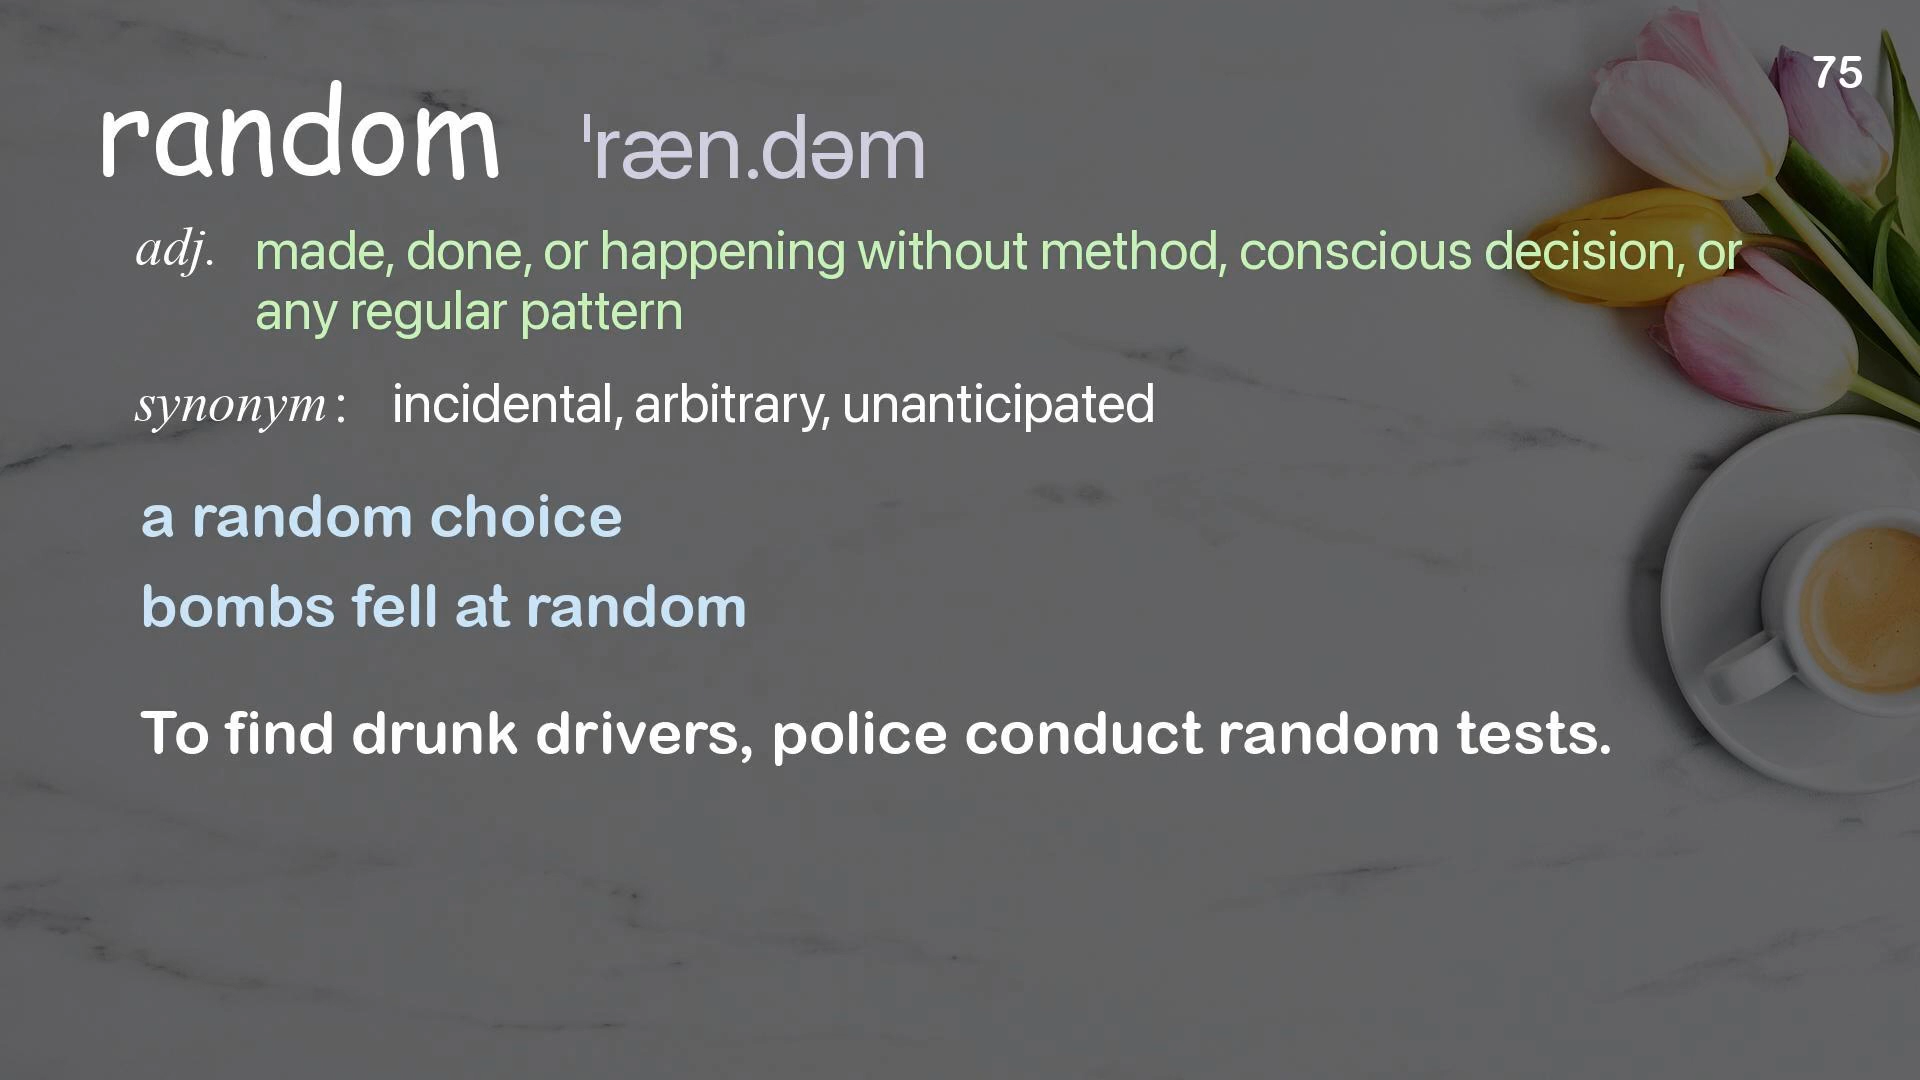 75
random ˈræn.dəm
adj. made, done, or happening without method, conscious decision, or
any regular pattern
synonym: incidental, arbitrary, unanticipated
a random choice
bombs fell at random
To find drunk drivers, police conduct random tests.